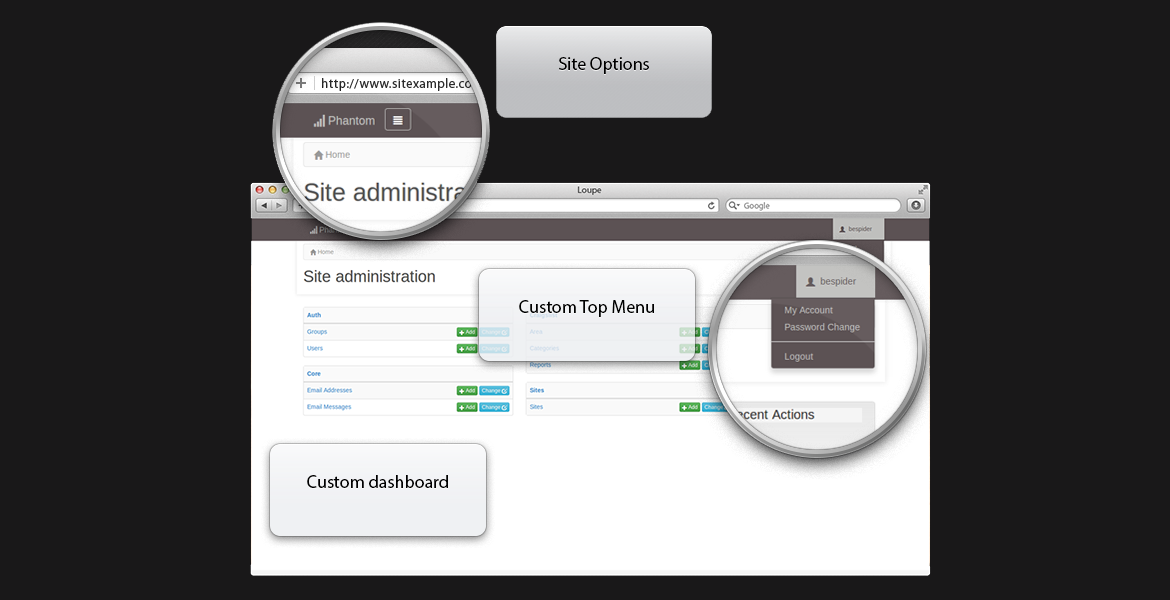 Site Options
http://www.sitexample.co
Phantom
Home
Site administra
Loupe
Google
bespider
Home
Site administration
bespider
My Account
Password Change
Logout
Custom Top Menu
Auth
Groups
Add
Change
Add
Users
Add
Change
Categories
Add
Reports
Add
Core
Email Addresses
Add
Change
Email Messages
Add
Change
Sites
Sites
Add
Change
ecent Actions
Custom dashboard